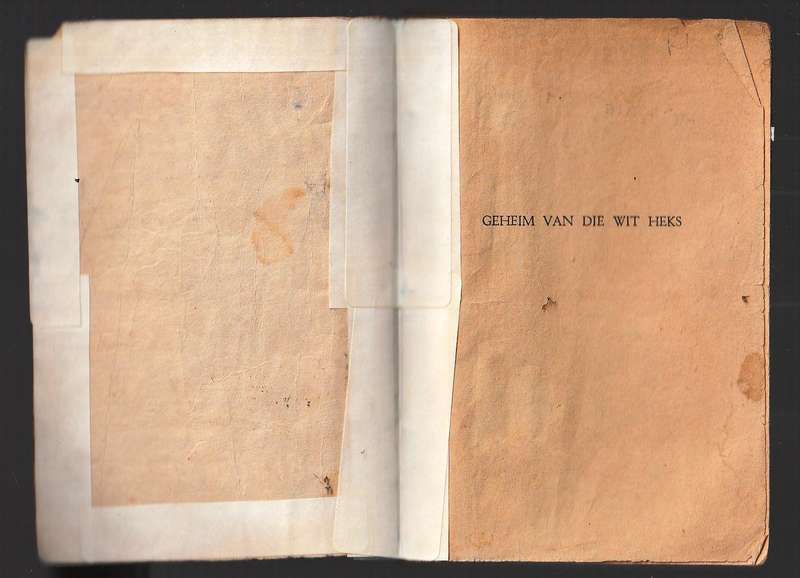 GEHEIM VAN DIE WIT HEKS